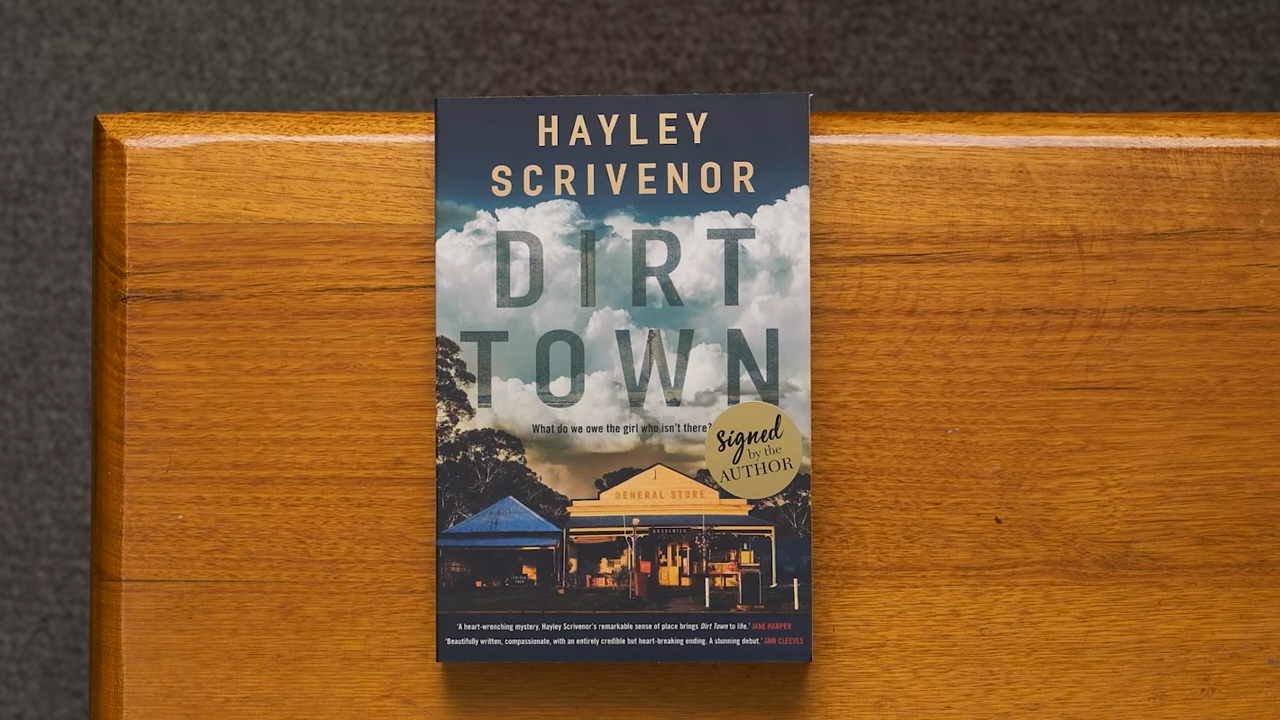 HAYLEY
SCRIVENOR
DIRT
TOWN
What do we owe the girl who isn't there?
Signed
by the
AUTHOR
GENERAL STORE
GROCERIES
'A heart-wrenching mystery, Hayley Scrivenor's remarkable sense of place brings Dirt Town to life.' JANE HARPER
'Beautifully written, compassionate, with an entirely credible but heart-breaking ending. A stunning debut.' ANN CLEEVES